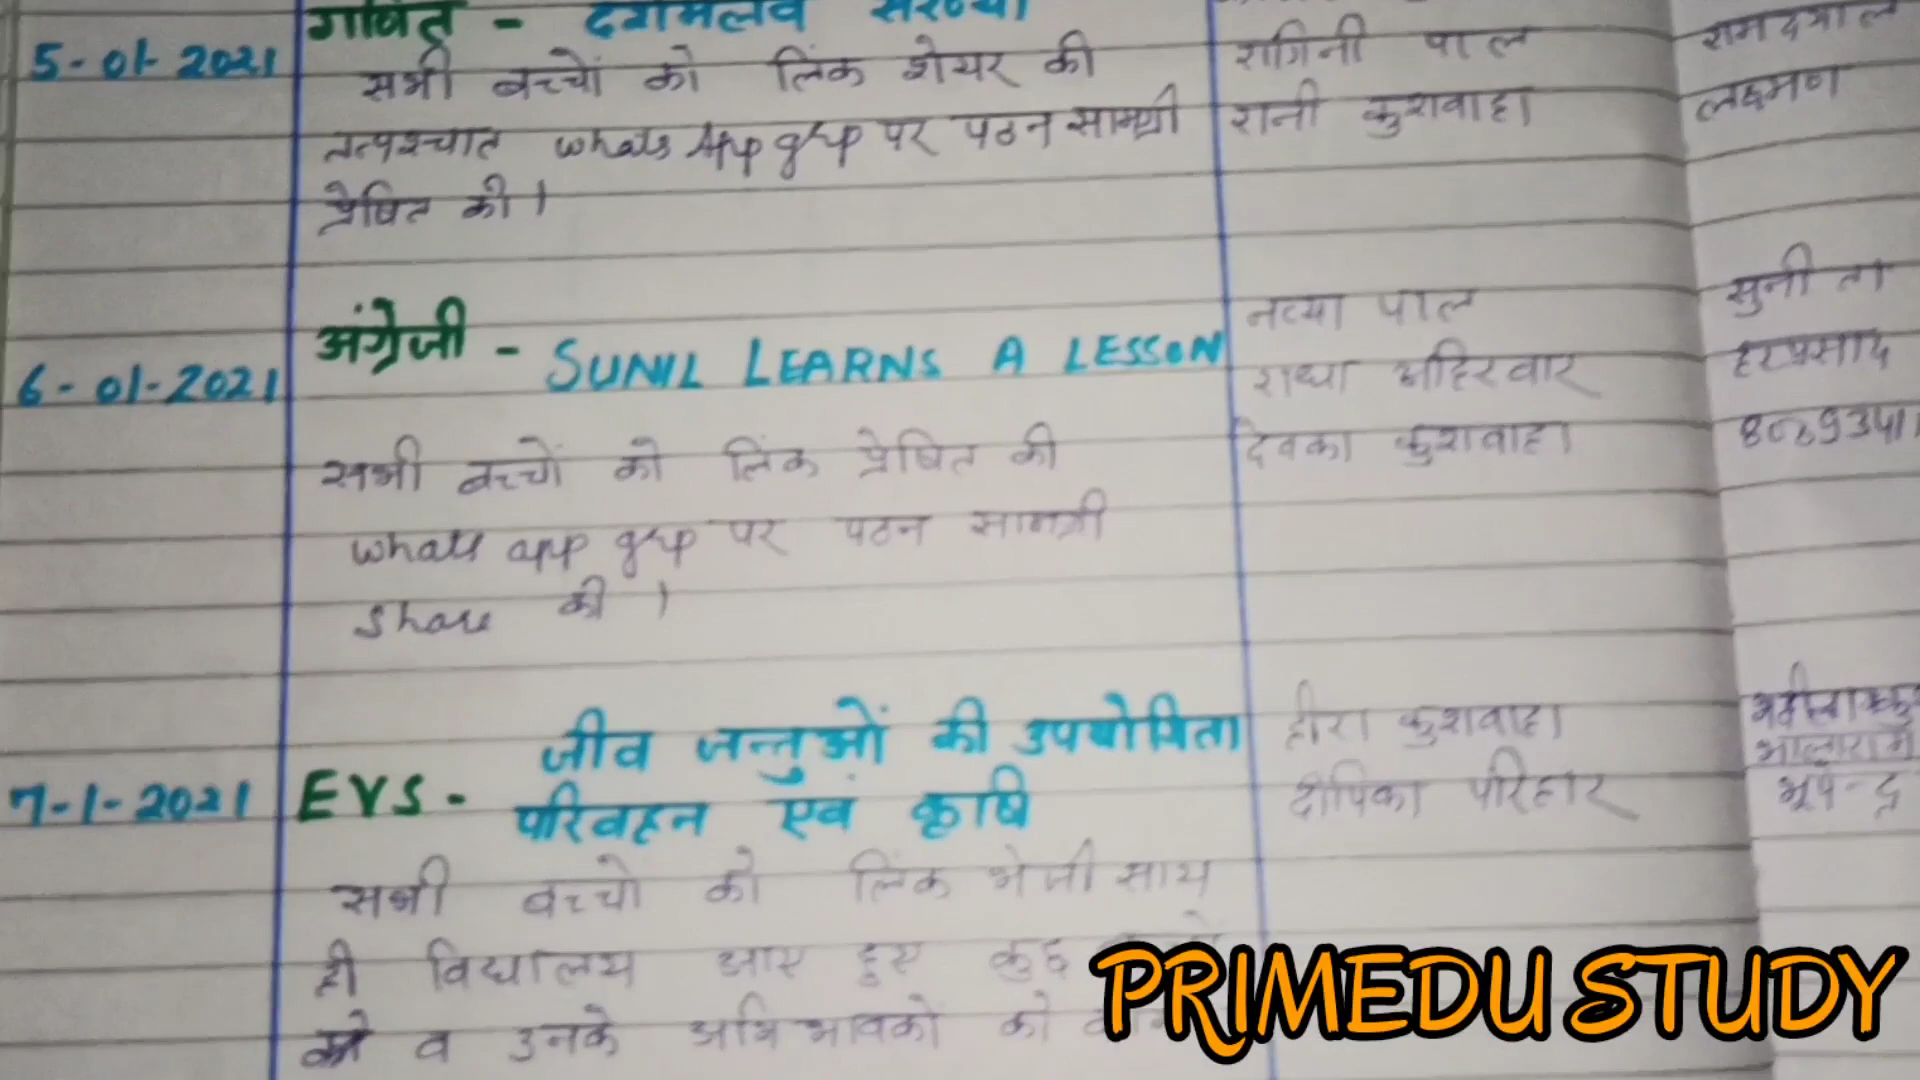 गणित - दशमलव संख्या
5-01-2021
सभी बच्चों को लिंक शेयर की
तत्पश्चात whats App grp पर पठन सामग्री
प्रेषित की।
रागिनी पाल
रानी कुशवाहा
रामदयाल
लक्ष्मण
अंग्रेजी - SUNIL LEARNS A LESSON
6-01-2021
सभी बच्चों को लिंक प्रेषित की
whats app grp पर पठन सामग्री
share की।
नव्या पाल
राधा अहिरवार
देवका कुशवाहा
सुनीता
हरप्रसाद
जीव जन्तुओं की उपयोगिता
7-1-2021 EVS - परिवहन एवं कृषि
सभी बच्चो को लिंक भेजी साथ
ही विद्यालय आए हुए कुछ
को व उनके अभिभावको को
हीरा कुशवाहा
दीपिका परिहार
PRIMEDU STUDY